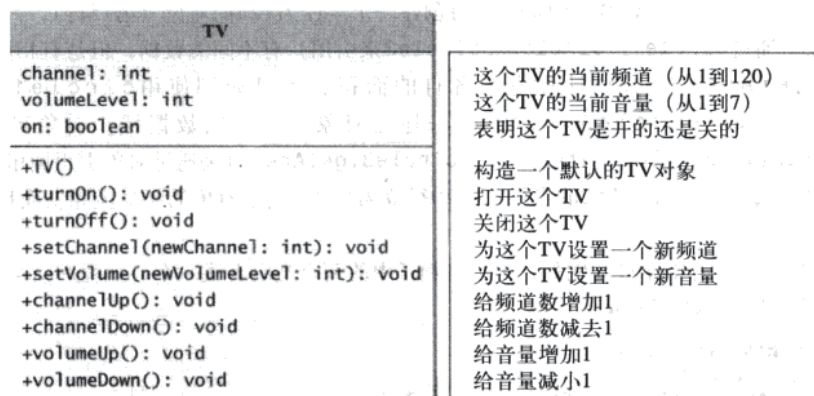 TV
channel: int
volumeLevel: int
on: boolean
+TV()
+turnOn(): void
+turnOff(): void
+setChannel(newChannel: int): void
+setVolume(newVolumeLevel: int): void
+channelUp(): void
+channelDown(): void
+volumeUp(): void
+volumeDown(): void
这个TV的当前频道（从1到120）
这个TV的当前音量（从1到7）
表明这个TV是开的还是关的
构造一个默认的TV对象
打开这个TV
关闭这个TV
为这个TV设置一个新频道
为这个TV设置一个新音量
给频道数增加1
给频道数减去1
给音量增加1
给音量减小1